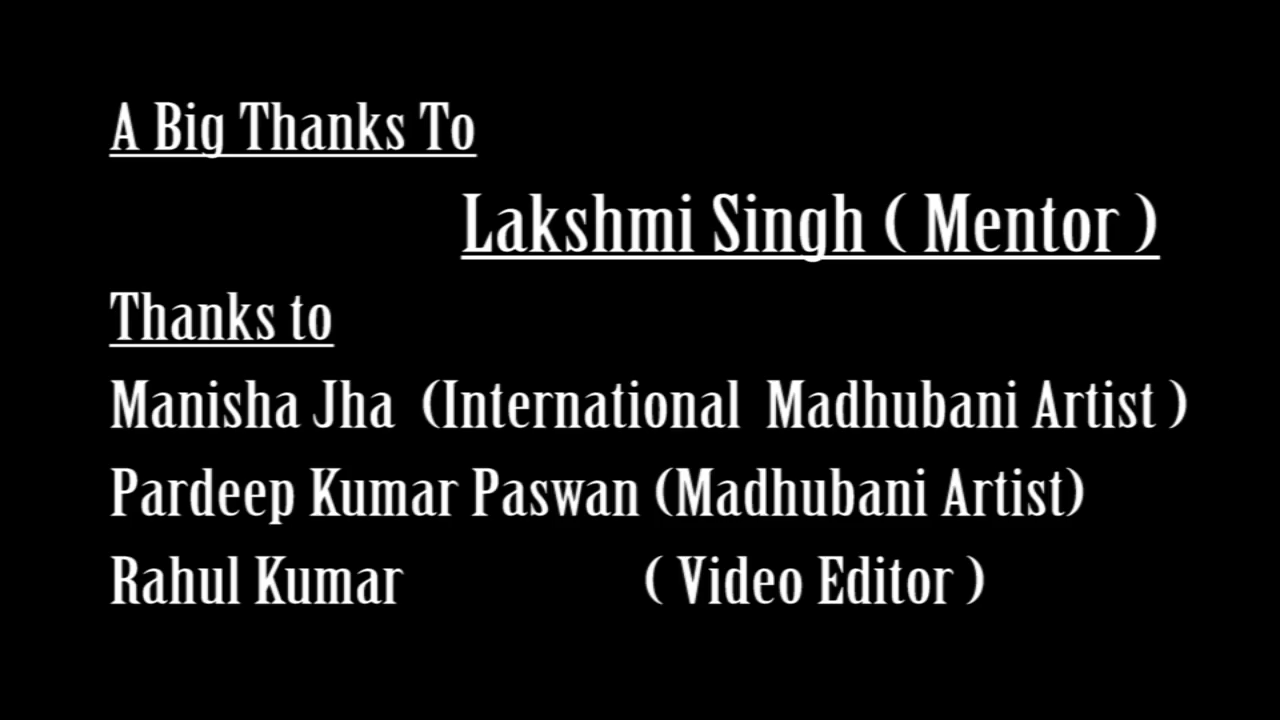 A Big Thanks To
Lakshmi Singh ( Mentor )
Thanks to
Manisha Jha (International Madhubani Artist )
Pardeep Kumar Paswan (Madhubani Artist)
Rahul Kumar ( Video Editor )